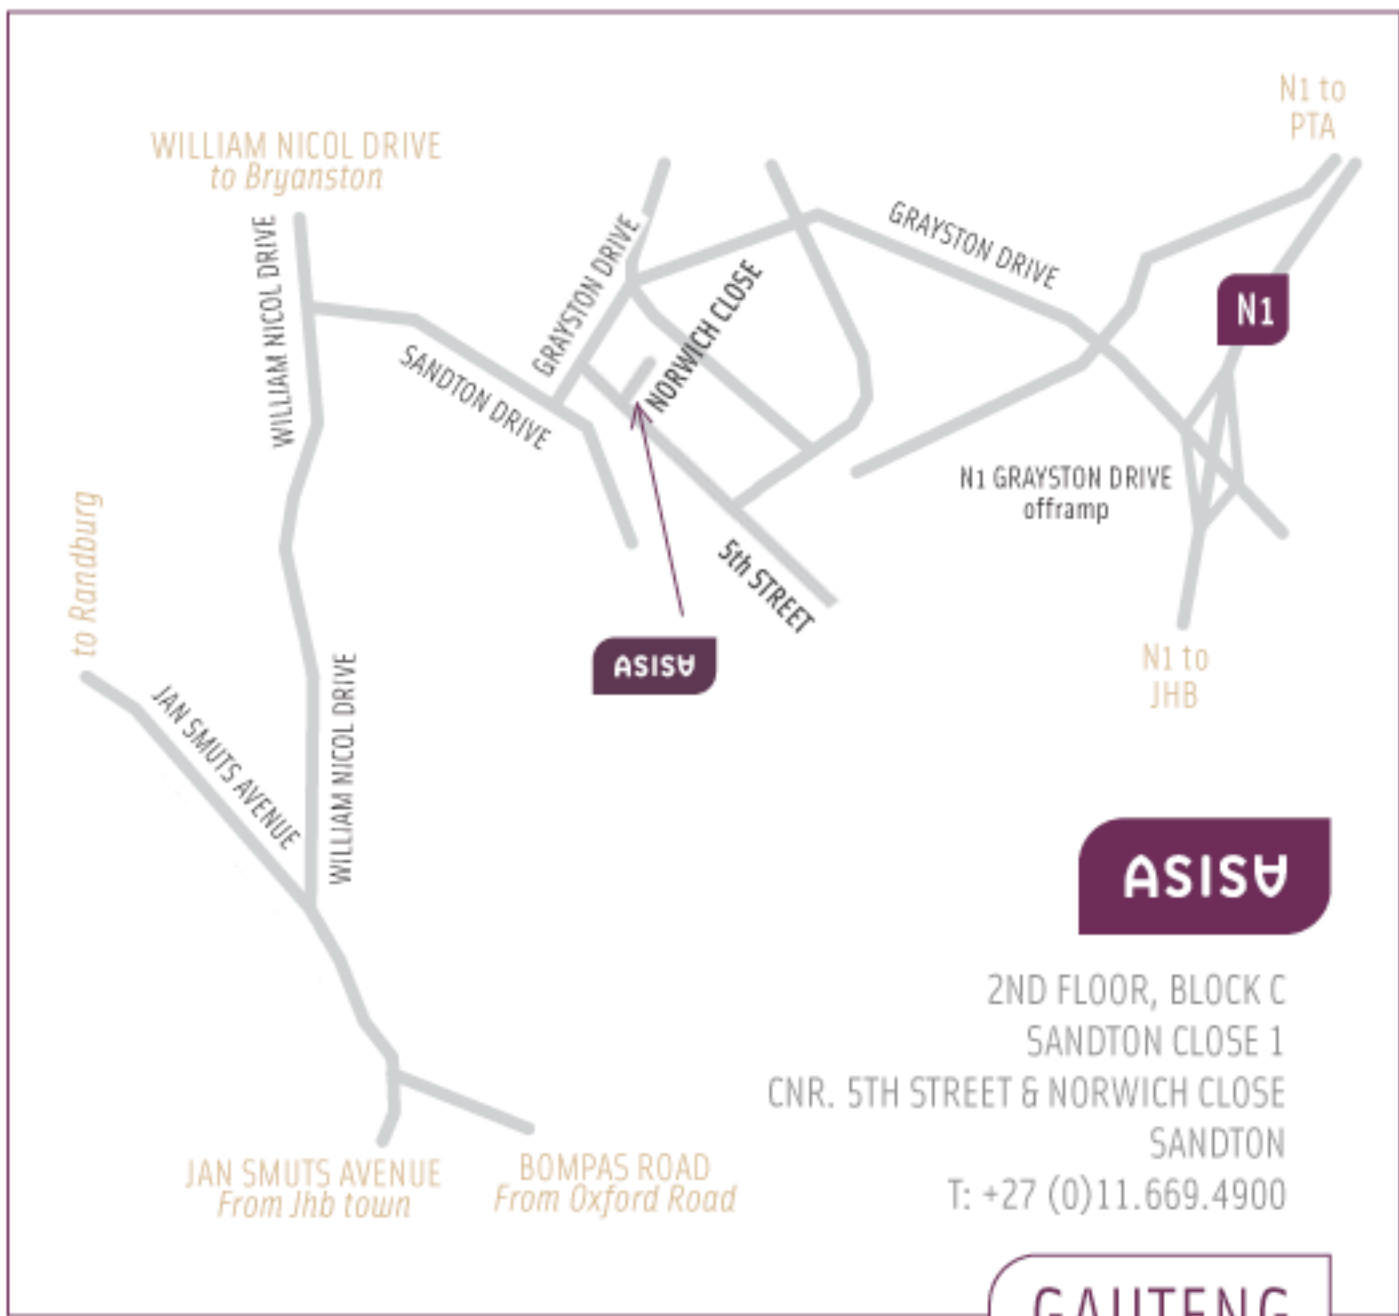 N1 to
PTA
WILLIAM NICOL DRIVE
to Bryanston
WILLIAM NICOL DRIVE
GRAYSTON DRIVE
GRAYSTON DRIVE
NORWICH CLOSE
N1
SANDTON DRIVE
N1 GRAYSTON DRIVE
offramp
to Randburg
5th STREET
ASISA
N1 to
JHB
JAN SMUTS AVENUE
WILLIAM NICOL DRIVE
ASISA
2ND FLOOR, BLOCK C
SANDTON CLOSE 1
CNR. 5TH STREET & NORWICH CLOSE
SANDTON
T: +27 (0)11.669.4900
JAN SMUTS AVENUE
From Jhb town
BOMPAS ROAD
From Oxford Road
GAUTENG